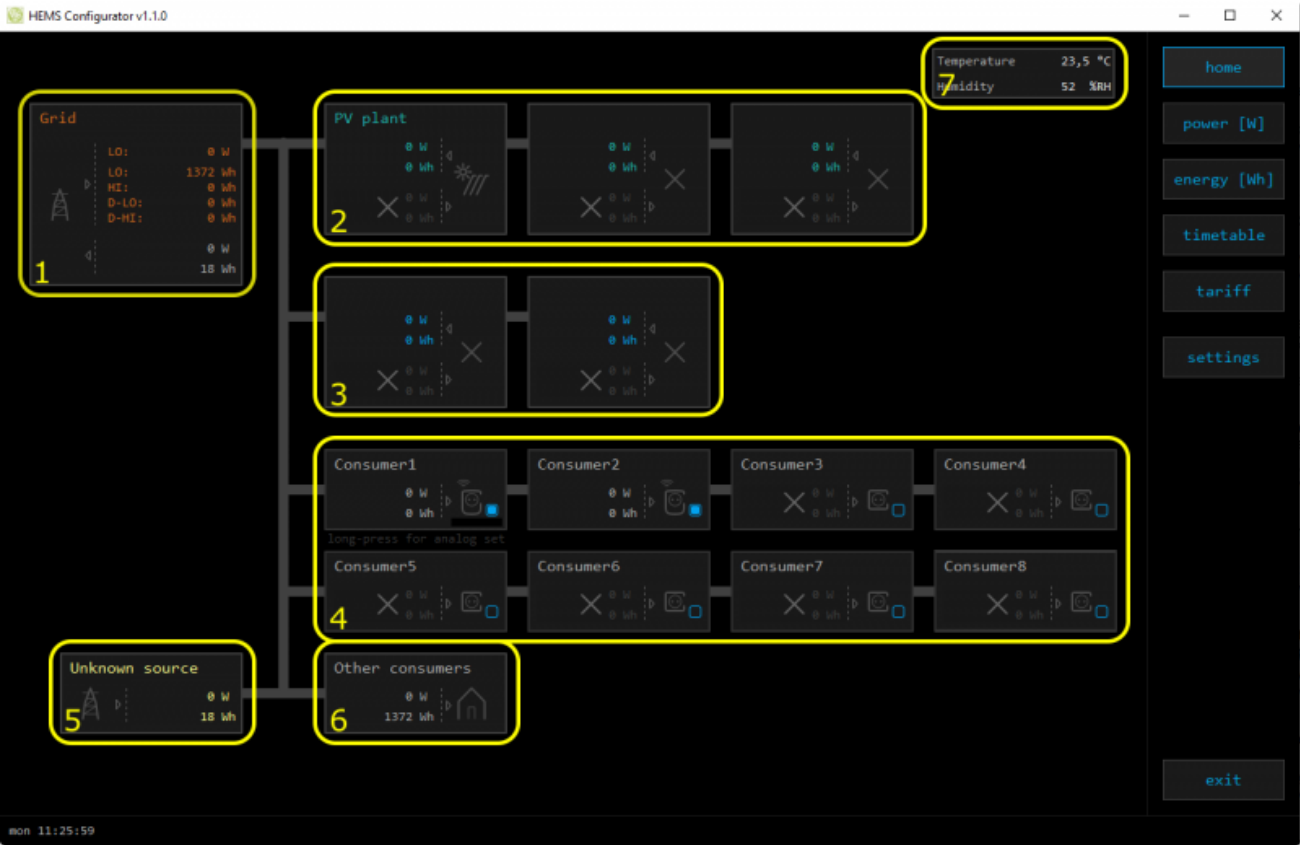 HEMS Configurator v1.1.0
Temperature 23,5 °C
Humidity 52 %RH
7
home
power [W]
energy [Wh]
timetable
tariff
settings
exit
Grid
LO: 0 W
LO: 1372 Wh
HI: 0 Wh
D-LO: 0 Wh
D-HI: 0 Wh
0 W
18 Wh
1
PV plant
0 W 0 W 0 W
0 Wh 0 Wh 0 Wh
0 W 0 W 0 W
0 Wh 0 Wh 0 Wh
2
0 W 0 W
0 Wh 0 Wh
0 W 0 W
0 Wh 0 Wh
3
Consumer1 Consumer2 Consumer3 Consumer4
0 W 0 W 0 W 0 W
0 Wh 0 Wh 0 Wh 0 Wh
long-press for analog set
Consumer5 Consumer6 Consumer7 Consumer8
0 W 0 W 0 W 0 W
0 Wh 0 Wh 0 Wh 0 Wh
4
Unknown source
0 W
18 Wh
5
Other consumers
0 W
1372 Wh
6
mon 11:25:59